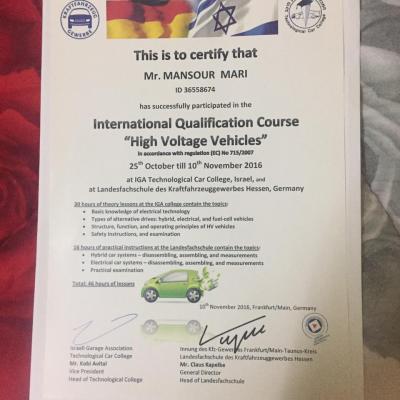 KRAFTFAHRZEUG
GEWERBE
Technological Car College
This is to certify that
Mr. MANSOUR MARI
ID 36558674
has successfully participated in the
International Qualification Course
“High Voltage Vehicles”
in accordance with regulation (EC) No 715/2007
25th October till 10th November 2016
at IGA Technological Car College, Israel, and
at Landesfachschule des Kraftfahrzeuggewerbes Hessen, Germany
30 hours of theory lessons at the IGA college contain the topics:
• Basic knowledge of electrical technology
• Types of alternative drives: hybrid, electrical, and fuel-cell vehicles
• Structure, function, and operating principles of HV vehicles
• Safety instructions, and examination
16 hours of practical instructions at the Landesfachschule contain the topics:
• Hybrid car systems – disassembling, assembling, and measurements
• Electrical car systems – disassembling, assembling, and measurements
• Practical examination
Total: 46 hours of lessons
10th November 2016, Frankfurt/Main, Germany
Israeli Garage Association
Technological Car College
Mr. Kobi Avital
Vice President
Head of Technological College
Innung des Kfz-Gewerbes Frankfurt/Main-Taunus-Kreis
Landesfachschule des Kraftfahrzeuggewerbes Hessen
Mr. Claus Kapelke
General Director
Head of Landesfachschule